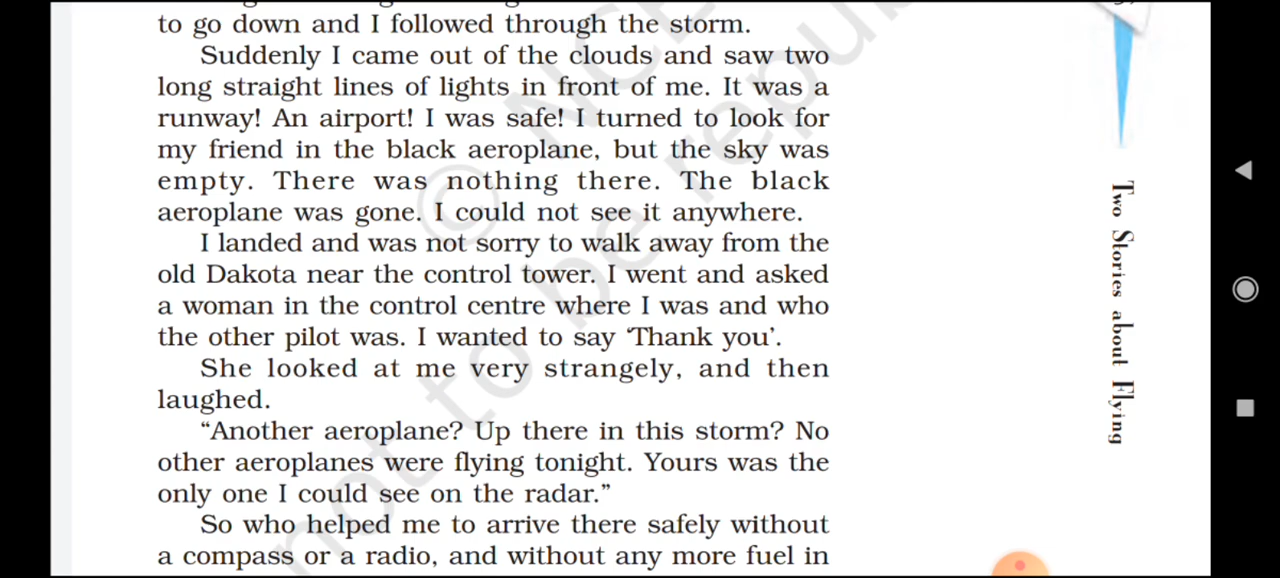 to go down and I followed through the storm.
Suddenly I came out of the clouds and saw two
long straight lines of lights in front of me. It was a
runway! An airport! I was safe! I turned to look for
my friend in the black aeroplane, but the sky was
empty. There was nothing there. The black
aeroplane was gone. I could not see it anywhere.
I landed and was not sorry to walk away from the
old Dakota near the control tower. I went and asked
a woman in the control centre where I was and who
the other pilot was. I wanted to say ‘Thank you’.
She looked at me very strangely, and then
laughed.
“Another aeroplane? Up there in this storm? No
other aeroplanes were flying tonight. Yours was the
only one I could see on the radar.”
So who helped me to arrive there safely without
a compass or a radio, and without any more fuel in
Two Stories about Flying
© NCE
not to be republ